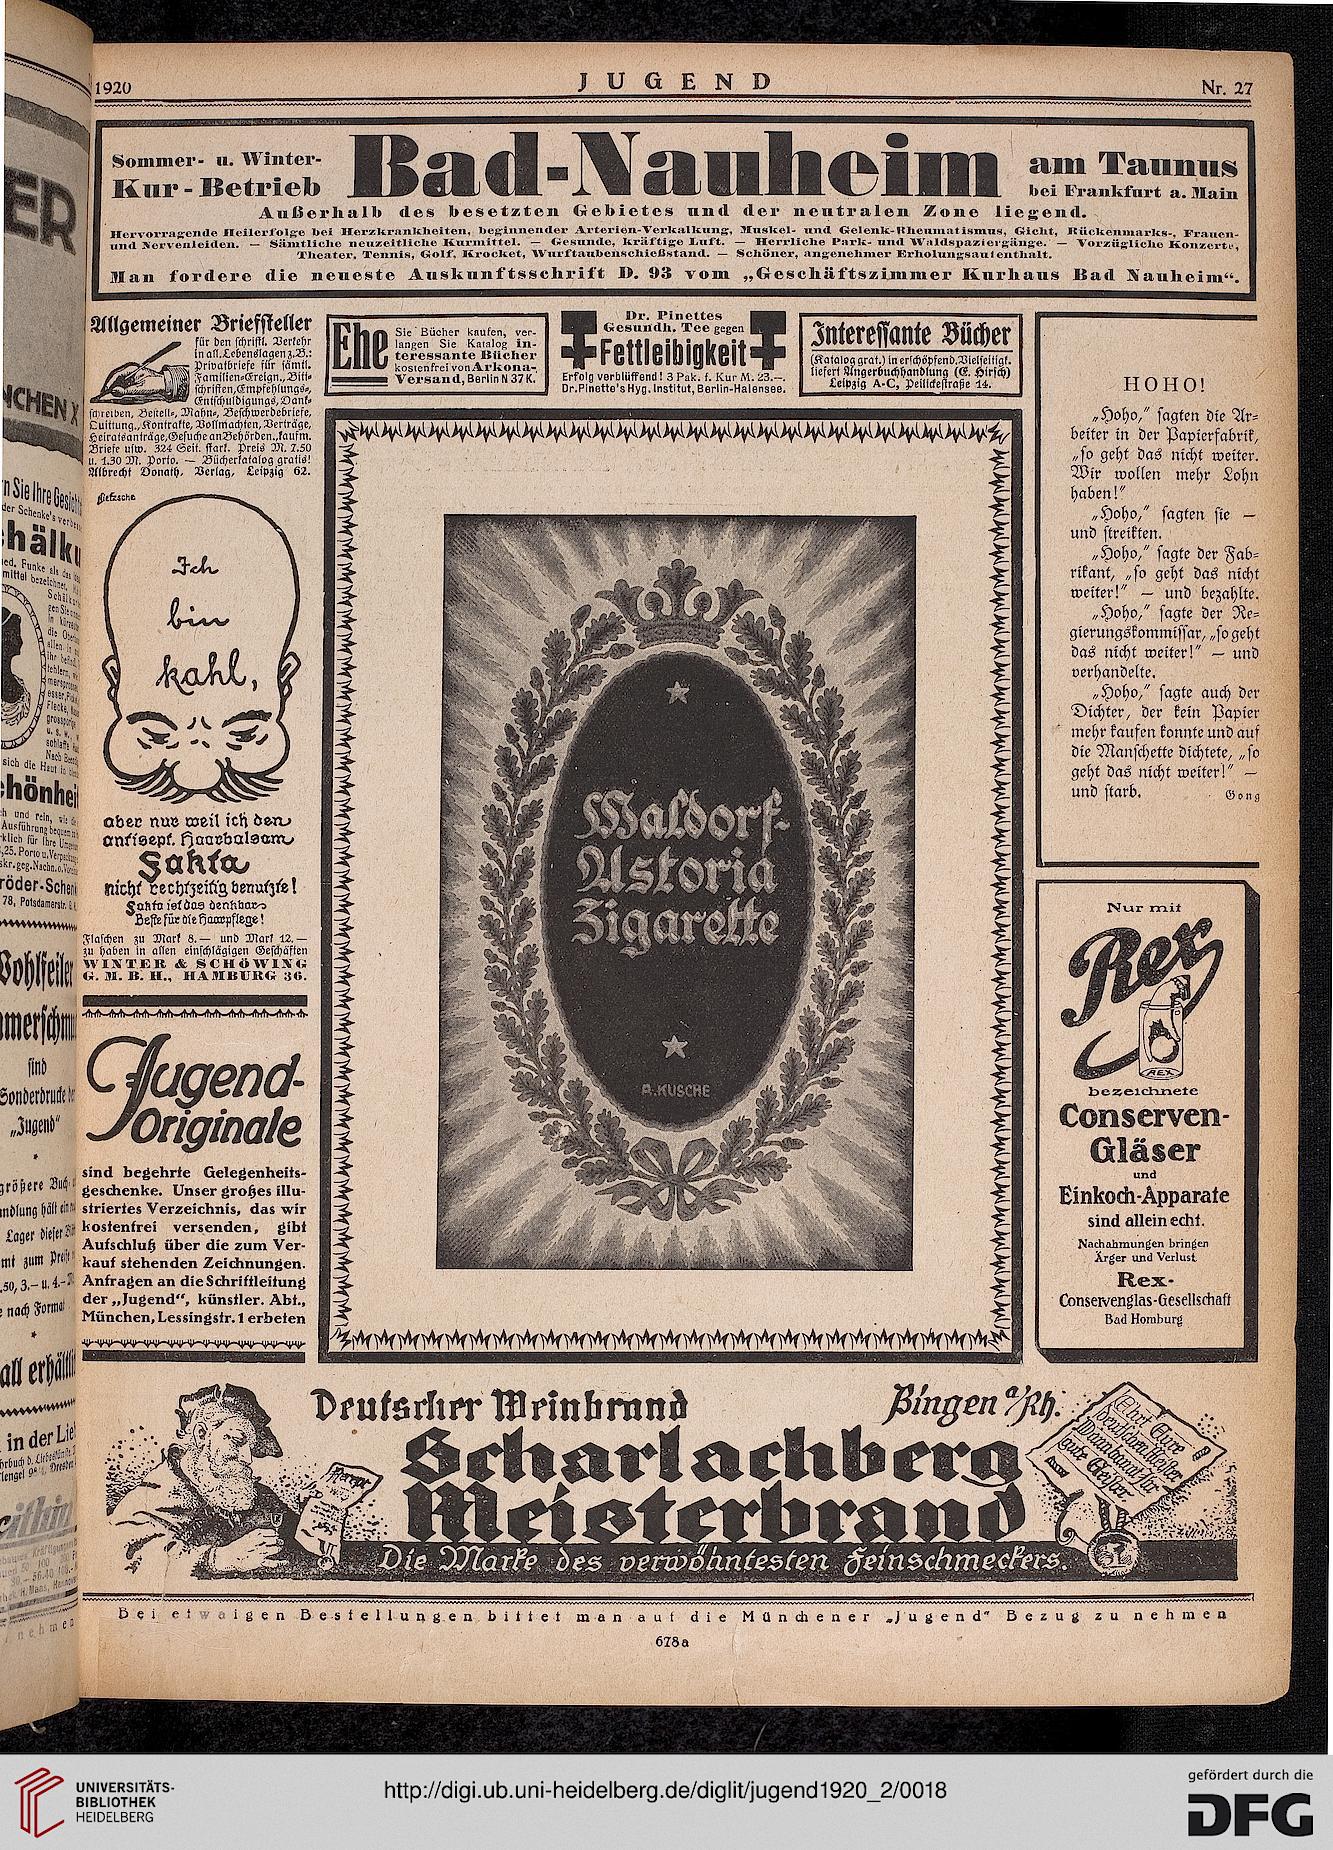 1920
JUGEND
Nr. 27
Sommer- u. Winter-
Kur-Betrieb
Bad-Nauheim
am Taunus
bei Frankfurt a. Main
Außerhalb des besetzten Gebietes und der neutralen Zone liegend.
Hervorragende Heilerfolge bei Herzkrankheiten, beginnender Arterien-Verkalkung, Muskel- und Gelenk-Rheumatismus, Gicht, Rückenmarks-, Frauen-
und Nervenleiden. — Sämtliche neuzeitliche Kurmittel. — Gesunde, kräftige Luft. — Herrliche Park- und Waldspaziergänge. — Vorzügliche Konzerte,
Theater, Tennis, Golf, Krocket, Wurftaubenschießstand. — Schöner, angenehmer Erholungsaufenthalt.
Man fordere die neueste Auskunftsschrift D. 93 vom „Geschäftszimmer Kurhaus Bad Nauheim“.
Allgemeiner Briefsteller
für den schriftl. Verkehr
in all. Lebenslagen z. B.:
Privatbriefe für sämtl.
Familien-Ereign., Bitt-
schriften, Empfehlungs-,
Entschuldigungs-, Dank-
schreiben, Bestell-, Mahn-, Beschwerdebriefe,
Quittung., Kontrakte, Vollmachten, Verträge,
Heiratsanträge, Gesuche an Behörden, kaufm.
Briefe usw. 324 Seit. stark. Preis M. 7.50
u. 1.30 M. Porto. — Bücherkatalog gratis!
Albrecht Donath, Verlag, Leipzig 62.
Ehe
Sie Bücher kaufen, ver-
langen Sie Katalog in-
teressante Bücher
kostenfrei von Arkona-
Versand, Berlin N 37 K.
Dr. Pinettes
Gesundh. Tee gegen
Fettleibigkeit
Erfolg verblüffend! 3 Pak. f. Kur M. 23.—.
Dr. Pinette's Hyg. Institut, Berlin-Halensee.
Interessante Bücher
(Katalog grat.) in erschöpfend. Vielseitigt.
liefert Angerbuchhandlung (E. Hirsch)
Leipzig A-C, Peilickestraße 14.
HOHO!
„Hoho,“ sagten die Ar-
beiter in der Papierfabrik,
„so geht das nicht weiter.
Wir wollen mehr Lohn
haben!“
„Hoho,“ sagten sie —
und streikten.
„Hoho,“ sagte der Fab-
rikant, „so geht das nicht
weiter!“ — und bezahlte.
„Hoho,“ sagte der Re-
gierungskommissar, „so geht
das nicht weiter!“ — und
verhandelte.
„Hoho,“ sagte auch der
Dichter, der kein Papier
mehr kaufen konnte und auf
die Manschette dichtete, „so
geht das nicht weiter!“ —
und starb.
Gong
Ich
bin
kahl,
aber nur weil ich den
antisept. Haarbalsam
Sakta
nicht rechtzeitig benutzte!
Sakta ist das denkbar
Beste für die Haarpflege!
Flaschen zu Mark 8.— und Mark 12.—
zu haben in allen einschlägigen Geschäften
WINTER & SCHÖWING
G. M. B. H., HAMBURG 36.
Waldorf-
Astoria
Zigarette
A. KUSCHE
Jugend-
Originale
sind begehrte Gelegenheits-
geschenke. Unser großes illu-
striertes Verzeichnis, das wir
kostenfrei versenden, gibt
Aufschluß über die zum Ver-
kauf stehenden Zeichnungen.
Anfragen an die Schriftleitung
der „Jugend“, künstler. Abt.,
München, Lessingstr. 1 erbeten
Nur mit
Rex
REX
bezeichnete
Conserven-
Gläser
und
Einkoch-Apparate
sind allein echt.
Nachahmungen bringen
Ärger und Verlust
Rex-
Conservenglas-Gesellschaft
Bad Homburg
Deutscher Weinbrand
Bingen a/Rh.
Scharlachberg
Meisterbrand
Die Marke des verwöhntesten Feinschmeckers.
Bei etwaigen Bestellungen bittet man auf die Münchener „Jugend“ Bezug zu nehmen
678a
UNIVERSITÄTS-
BIBLIOTHEK
HEIDELBERG
http://digi.ub.uni-heidelberg.de/diglit/jugend1920_2/0018
gefördert durch die
DFG